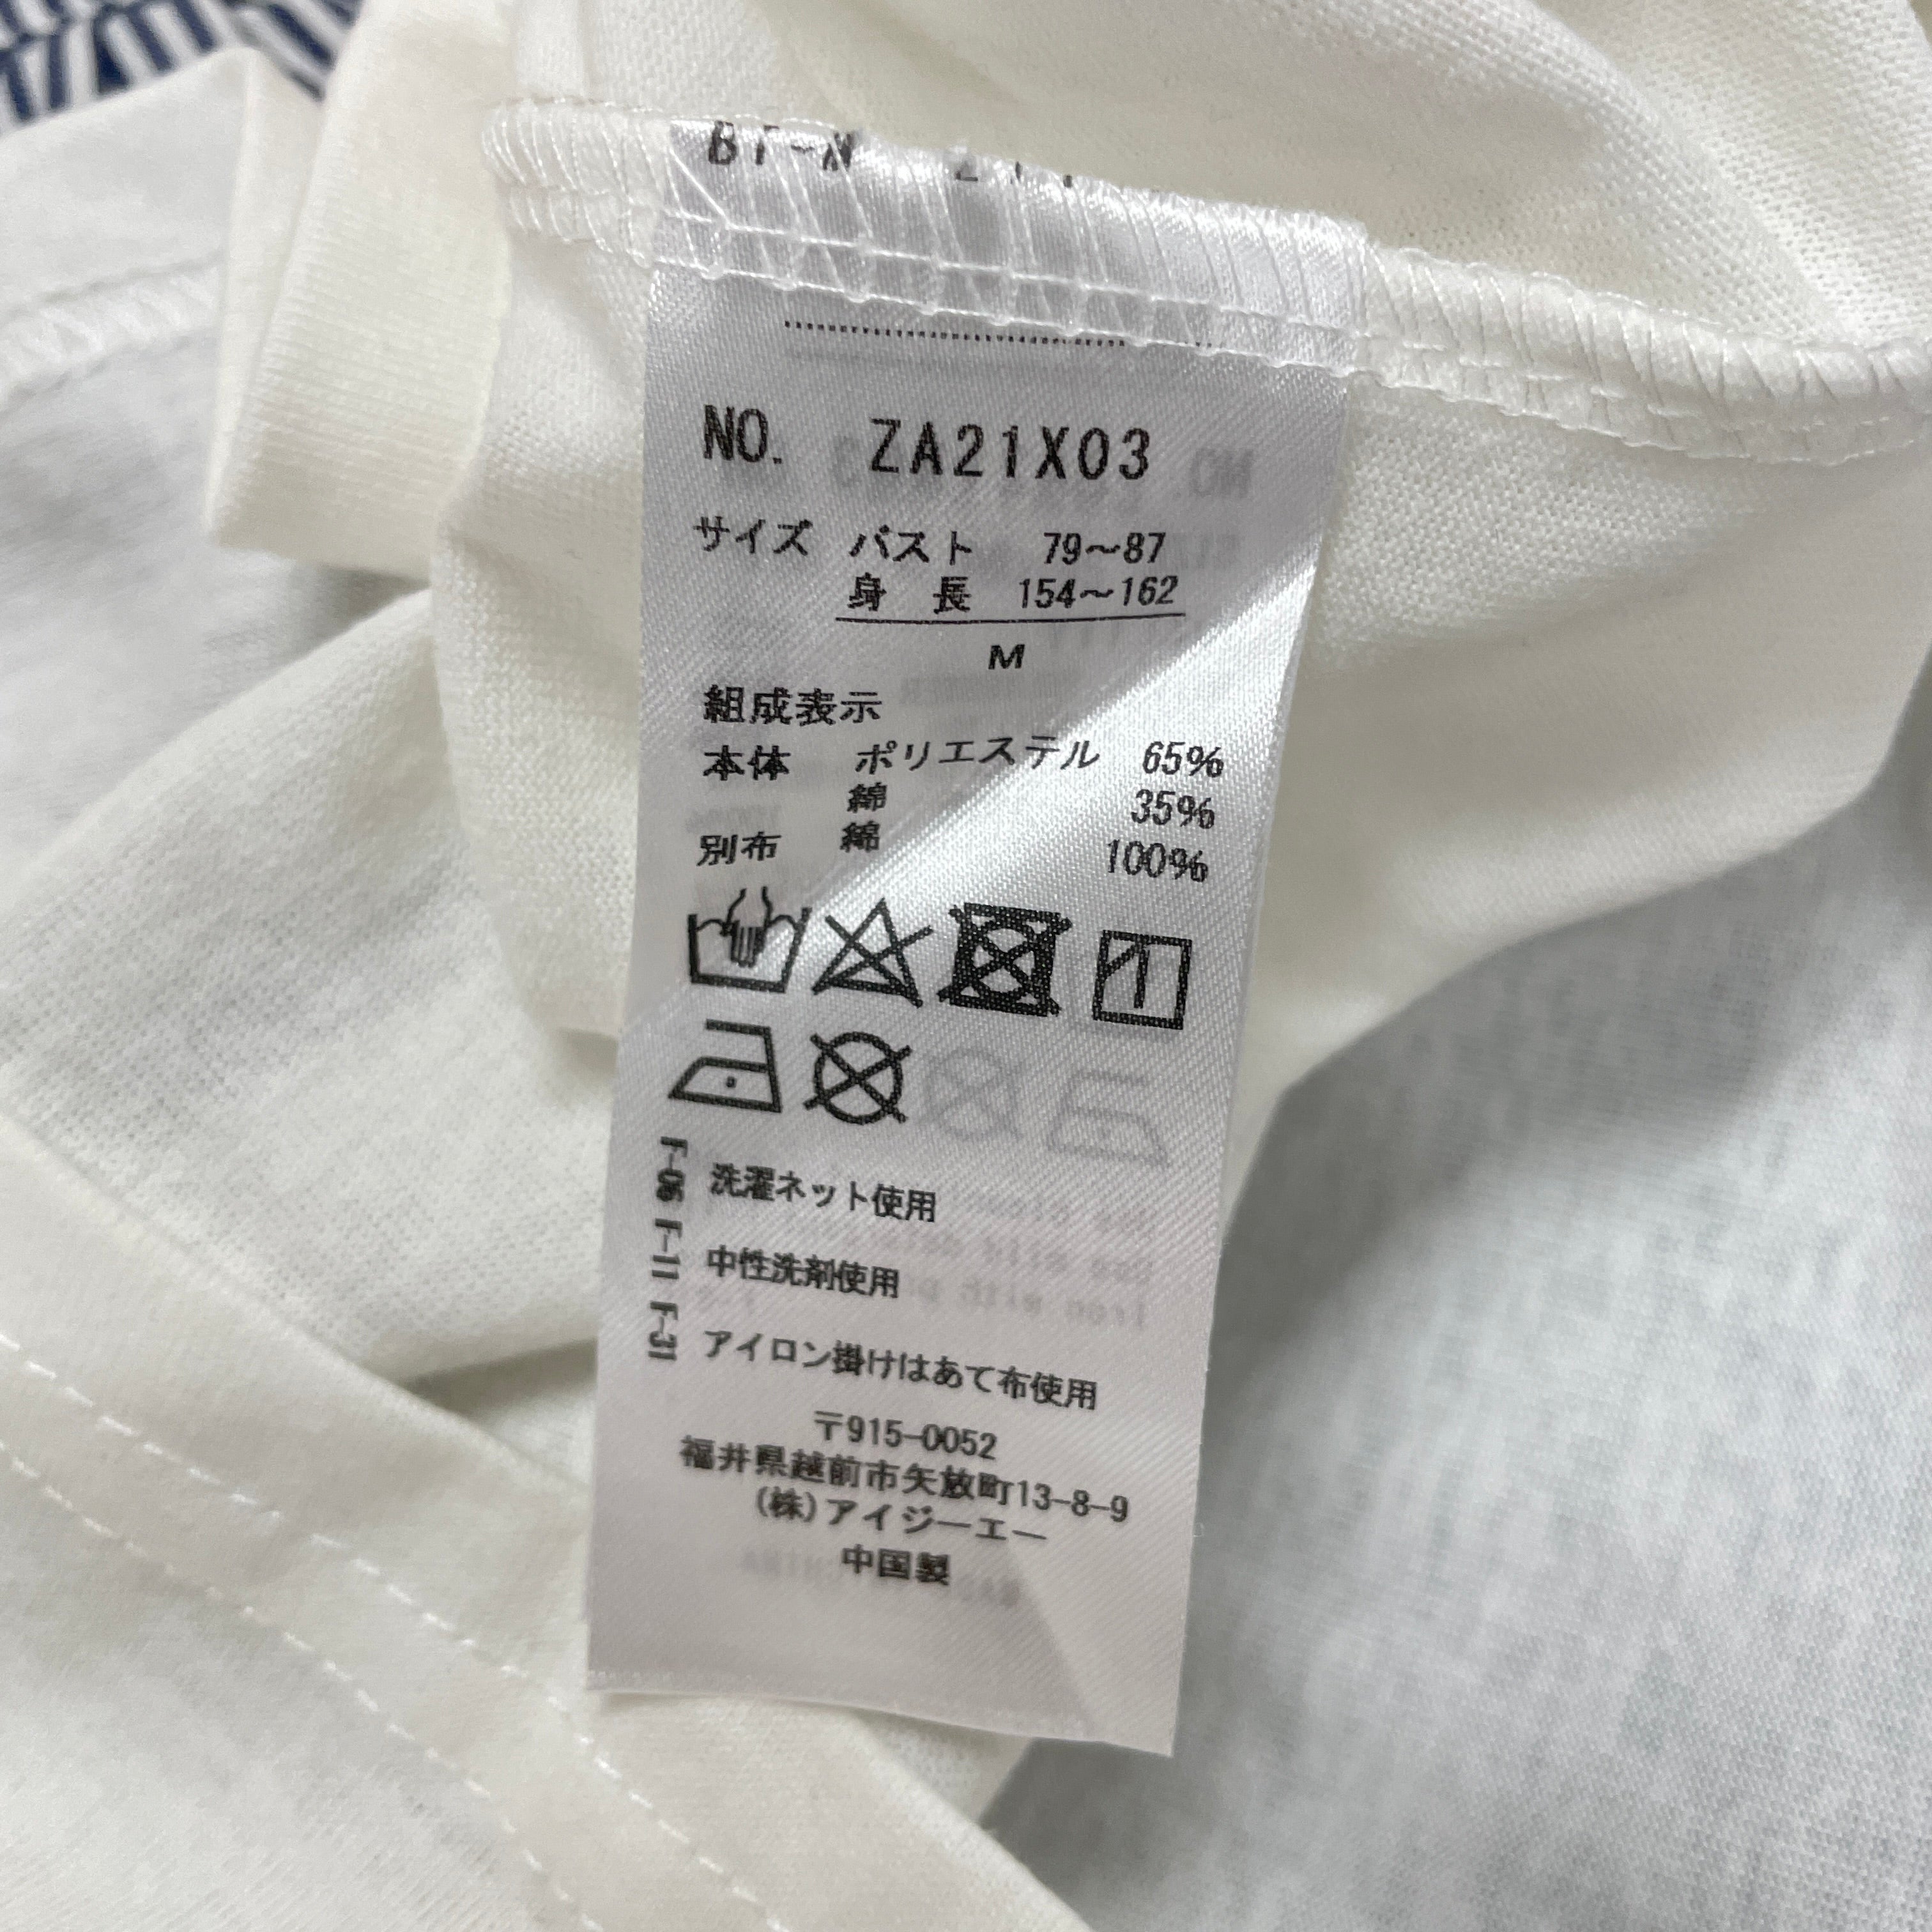 NO. ZA21X03
サイズ バスト 79～87
身 長 154～162
M
組成表示
本体 ポリエステル 65%
綿 35%
別布 綿 100%
F-06 洗濯ネット使用
F-11 中性洗剤使用
F-31 アイロン掛けはあて布使用
〒915-0052
福井県越前市矢放町13-8-9
(株)アイジーエー
中国製